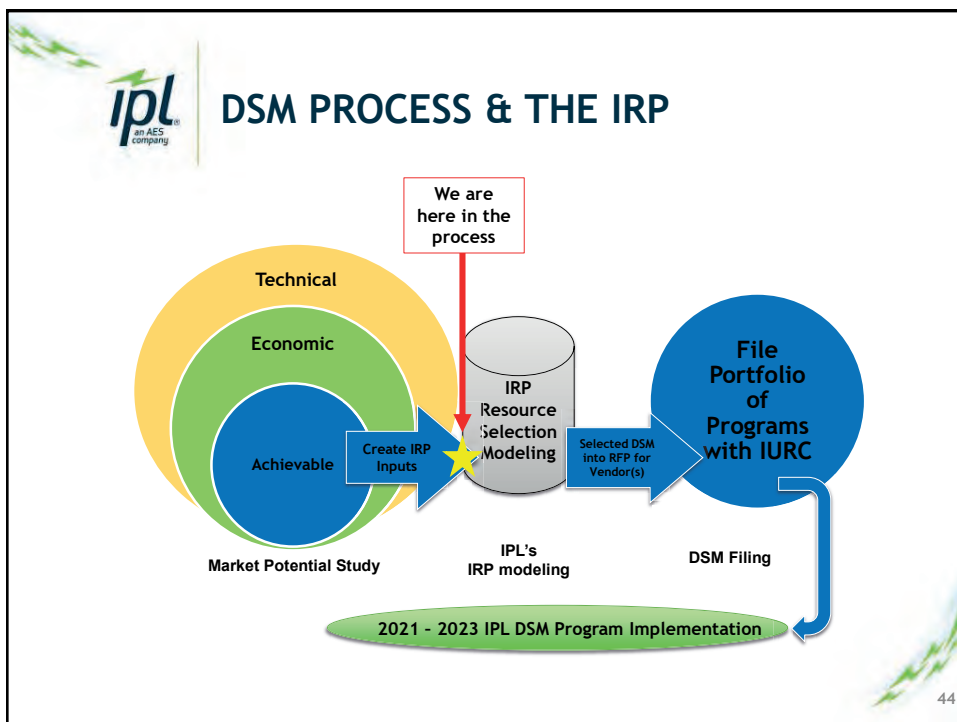 ipl®
an AES
company
DSM PROCESS & THE IRP
We are
here in the
process
Technical
Economic
Achievable
Create IRP
Inputs
IRP
Resource
Selection
Modeling
Selected DSM
into RFP for
Vendor(s)
File
Portfolio
of
Programs
with IURC
Market Potential Study
IPL's
IRP modeling
DSM Filing
2021 – 2023 IPL DSM Program Implementation
44